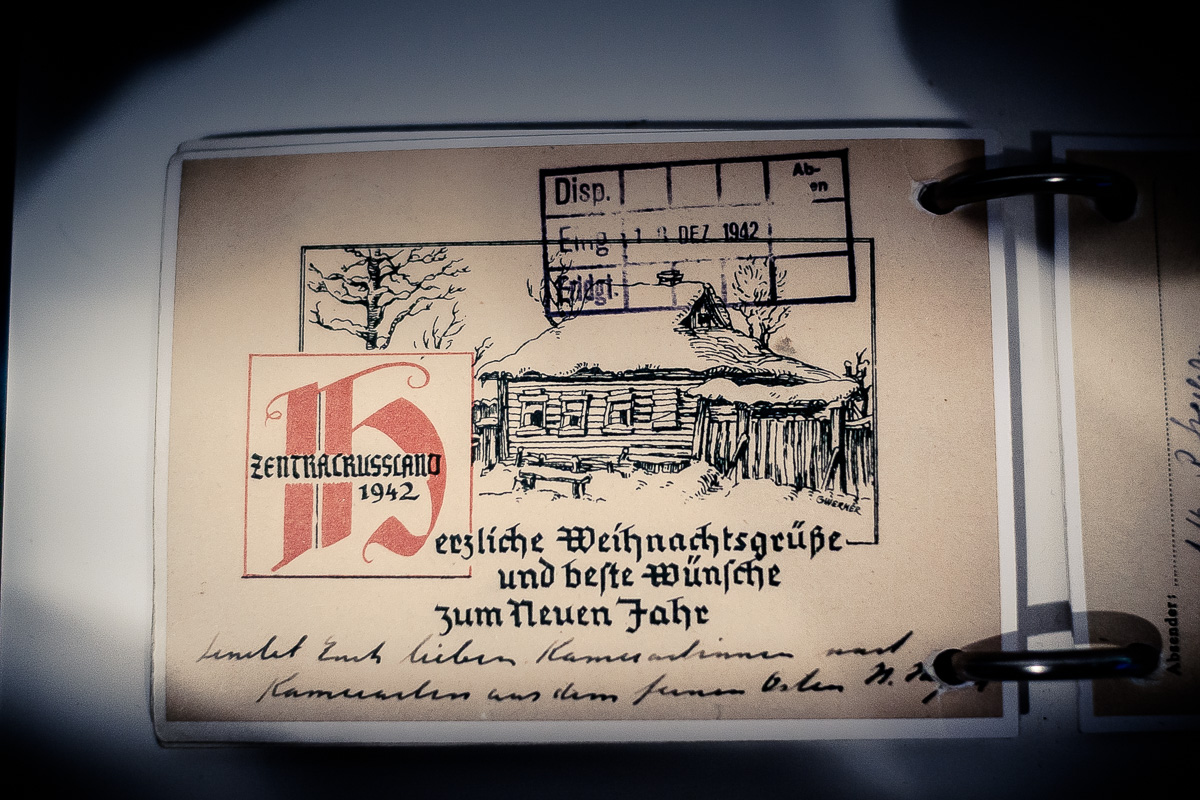 Disp.
Ab-
en
Eing
DEZ. 1942
Erldgt.
ZENTRALRUSSLAND
1942
GWERNER
Herzliche Weihnachtsgrüße
und beste Wünsche
zum Neuen Jahr
sendet Euch lieben Kameradinnen und
Kameraden aus dem fernen Osten H.
Absender: